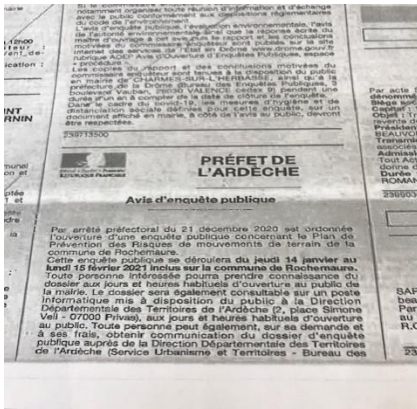 notamment organiser toute réunion d'information et d'échange
avec le public conformément aux dispositions réglementaires
du code de l'environnement.
L'avis d'enquête publique, l'évaluation environnementale, l'avis
de l'autorité environnementale ainsi que la réponse écrite du
maître d'ouvrage à cet avis, puis le rapport et les conclusions
motivées du commissaire enquêteur sont publiés sur le site
internet des services de l'Etat en Drôme www.drome.gouv.fr
rubrique AOEP Avis d'Ouverture d'Enquêtes Publiques, espace
« procédure ».
Les copies du rapport et des conclusions motivées du
commissaire enquêteur sont tenues à la disposition du public
en mairie de CHARMES-SUR-L'HERBASSE, ainsi qu'à la
préfecture de la Drôme (bureau des Enquêtes Publiques, 3
boulevard Vauban, 26030 VALENCE cedex 9) pendant une
durée d'un an à compter de la date de clôture de l'enquête.
Dans le cadre du covid-19, les mesures d'hygiène et de
distanciation sociale définies pour cette enquête, sur un
document affiché en mairie, à côté de l'avis au public, devront
être respectées.
239713500
RÉPUBLIQUE FRANÇAISE
PRÉFET DE
L'ARDÈCHE
Avis d'enquête publique
Par arrêté préfectoral du 21 décembre 2020 est ordonnée
l'ouverture d'une enquête publique concernant le Plan de
Prévention des Risques de mouvements de terrain de la
commune de Rochemaure.
Cette enquête publique se déroulera du jeudi 14 janvier au
lundi 15 février 2021 inclus sur la commune de Rochemaure.
Toute personne intéressée pourra prendre connaissance du
dossier aux jours et heures habituels d'ouverture au public de
la mairie. Le dossier sera également consultable sur un poste
informatique mis à disposition du public à la Direction
Départementale des Territoires de l'Ardèche (2, place Simone
Veil - 07000 Privas), aux jours et heures habituels d'ouverture
au public. Toute personne peut également, sur sa demande et
à ses frais, obtenir communication du dossier d'enquête
publique auprès de la Direction Départementale des Territoires
de l'Ardèche (Service Urbanisme et Territoires - Bureau des